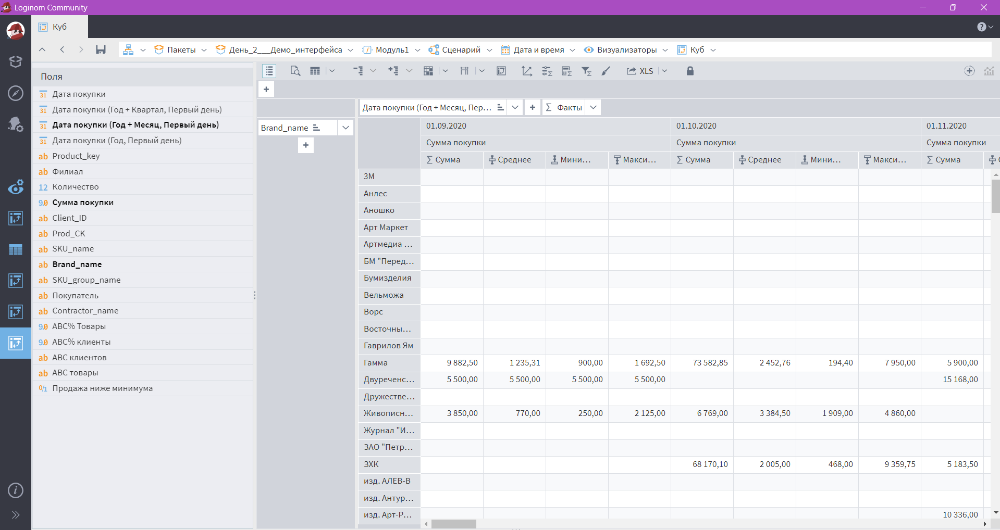 Loginom Community
Куб
Пакеты
День_2___Демо_интерфейса
Модуль1
Сценарий
Дата и время
Визуализаторы
Куб
XLS
Поля
31 Дата покупки
31 Дата покупки (Год + Квартал, Первый день)
31 Дата покупки (Год + Месяц, Первый день)
31 Дата покупки (Год, Первый день)
ab Product_key
ab Филиал
12 Количество
9.0 Сумма покупки
ab Client_ID
ab Prod_CK
ab SKU_name
ab Brand_name
ab SKU_group_name
ab Покупатель
ab Contractor_name
9.0 ABC% Товары
9.0 ABC% клиенты
ab ABC клиентов
ab ABC товары
0/1 Продажа ниже минимума
+
Дата покупки (Год + Месяц, Пер... + Σ Факты
Brand_name
+
01.09.2020 01.10.2020 01.11.2020
Сумма покупки Сумма покупки Сумма покупки
Σ Сумма Среднее Мини... Макси... Σ Сумма Среднее Мини... Макси... Σ Сумма
3М
Анлес
Аношко
Арт Маркет
Артмедиа ...
БМ "Перед...
Бумизделия
Вельможа
Ворс
Восточны...
Гаврилов Ям
Гамма 9 882,50 1 235,31 900,00 1 692,50 73 582,85 2 452,76 194,40 7 950,00 5 900,00
Двуреченс... 5 500,00 5 500,00 5 500,00 5 500,00 15 168,00
Дружестве...
Живописн... 3 850,00 770,00 250,00 2 125,00 6 769,00 3 384,50 1 909,00 4 860,00
Журнал "И...
ЗАО "Петр...
ЗХК 68 170,10 2 005,00 468,00 9 359,75 5 183,50
изд. АЛЕВ-В
изд. Антур...
изд. Арт-Р... 10 336,00